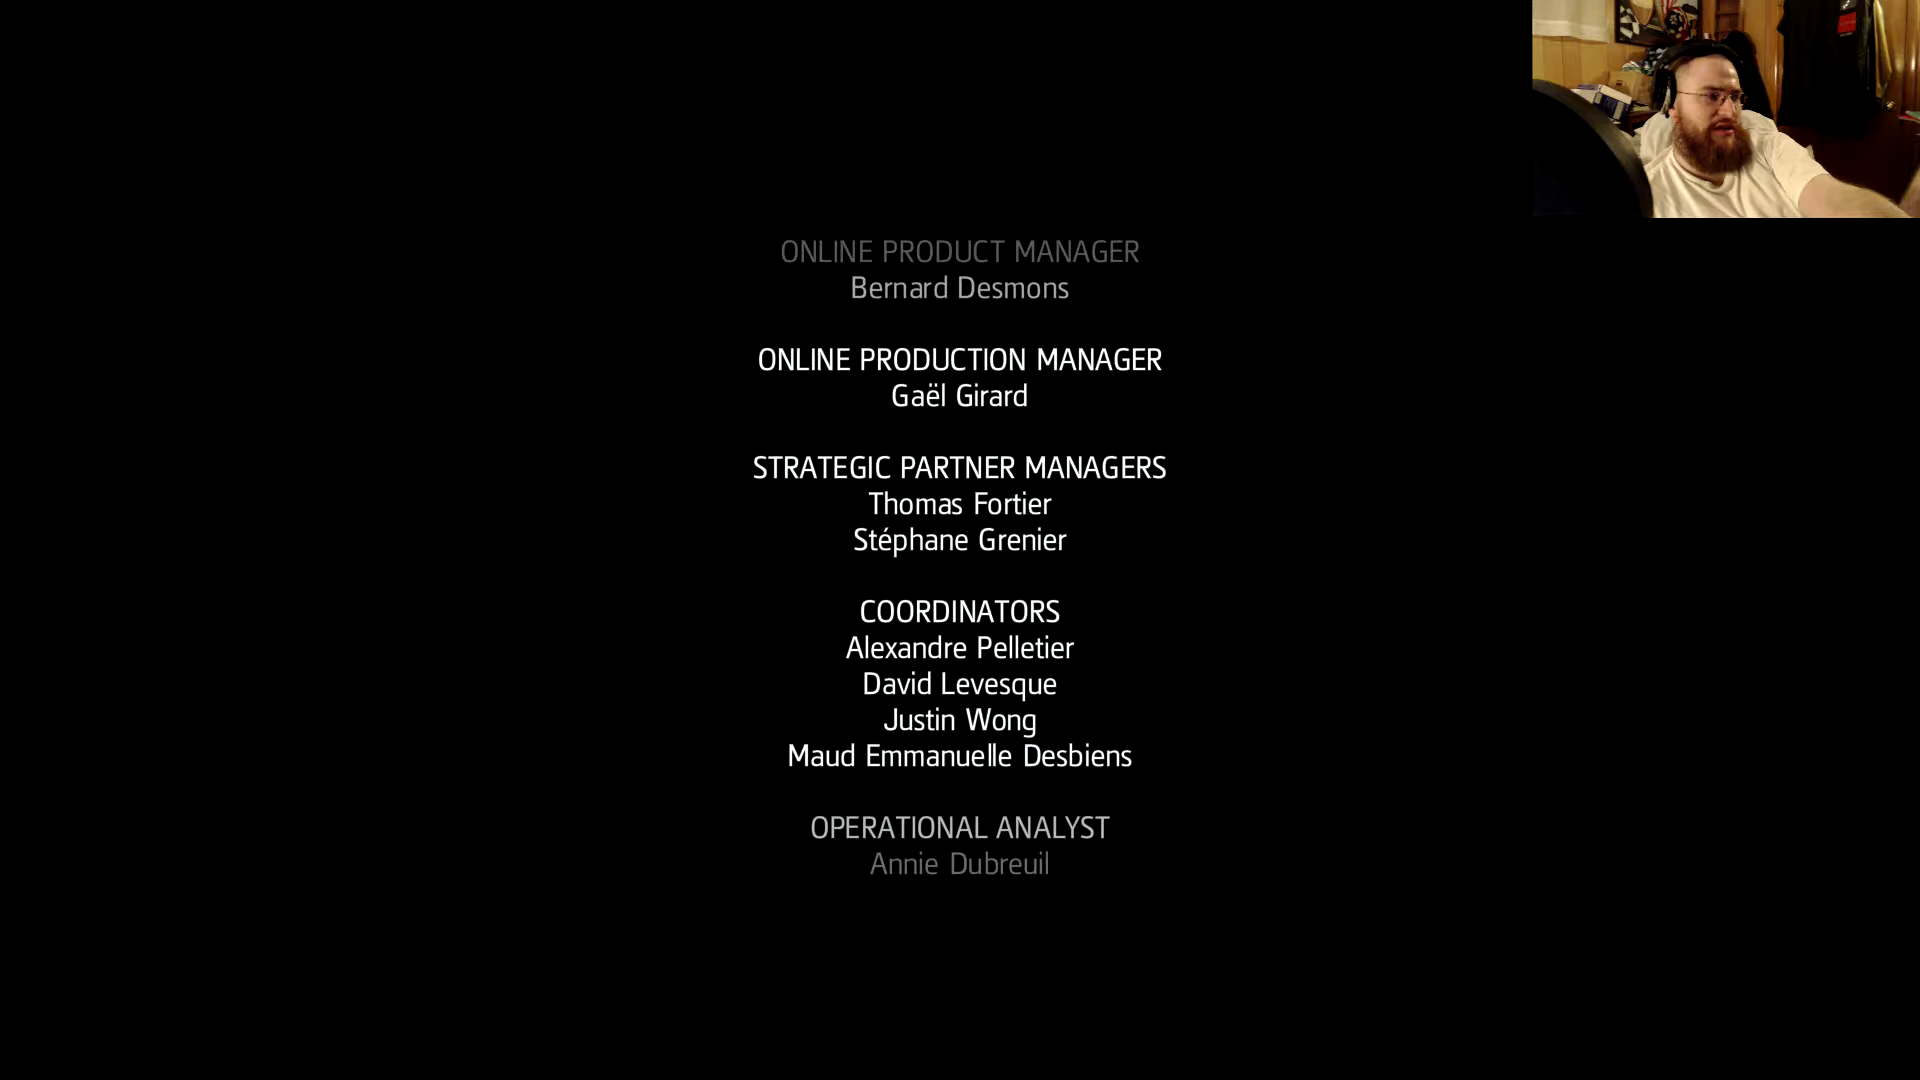 ONLINE PRODUCT MANAGER
Bernard Desmons
ONLINE PRODUCTION MANAGER
Gaël Girard
STRATEGIC PARTNER MANAGERS
Thomas Fortier
Stéphane Grenier
COORDINATORS
Alexandre Pelletier
David Levesque
Justin Wong
Maud Emmanuelle Desbiens
OPERATIONAL ANALYST
Annie Dubreuil